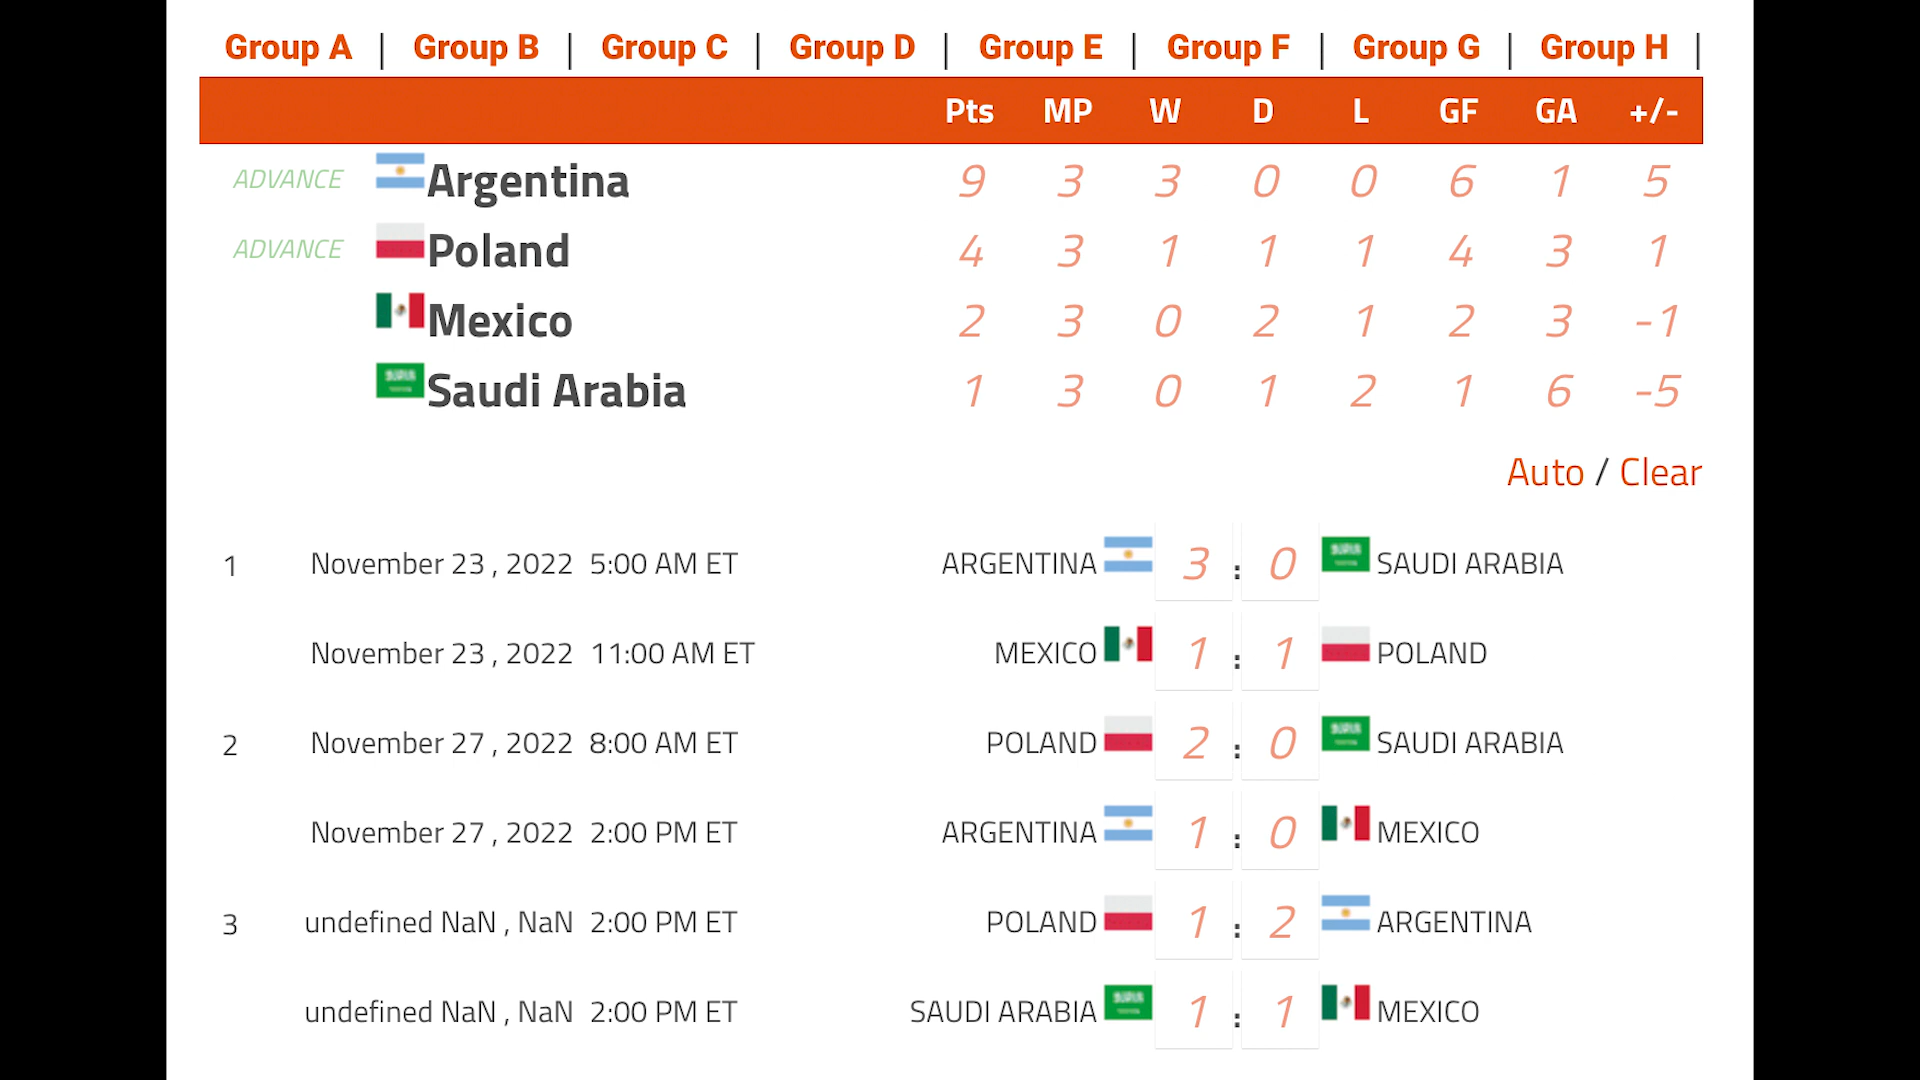 Group A | Group B | Group C | Group D | Group E | Group F | Group G | Group H |
Pts MP W D L GF GA +/-
ADVANCE Argentina 9 3 3 0 0 6 1 5
ADVANCE Poland 4 3 1 1 1 4 3 1
Mexico 2 3 0 2 1 2 3 -1
Saudi Arabia 1 3 0 1 2 1 6 -5
Auto / Clear
1 November 23 , 2022 5:00 AM ET ARGENTINA 3 : 0 SAUDI ARABIA
November 23 , 2022 11:00 AM ET MEXICO 1 : 1 POLAND
2 November 27 , 2022 8:00 AM ET POLAND 2 : 0 SAUDI ARABIA
November 27 , 2022 2:00 PM ET ARGENTINA 1 : 0 MEXICO
3 undefined NaN , NaN 2:00 PM ET POLAND 1 : 2 ARGENTINA
undefined NaN , NaN 2:00 PM ET SAUDI ARABIA 1 : 1 MEXICO